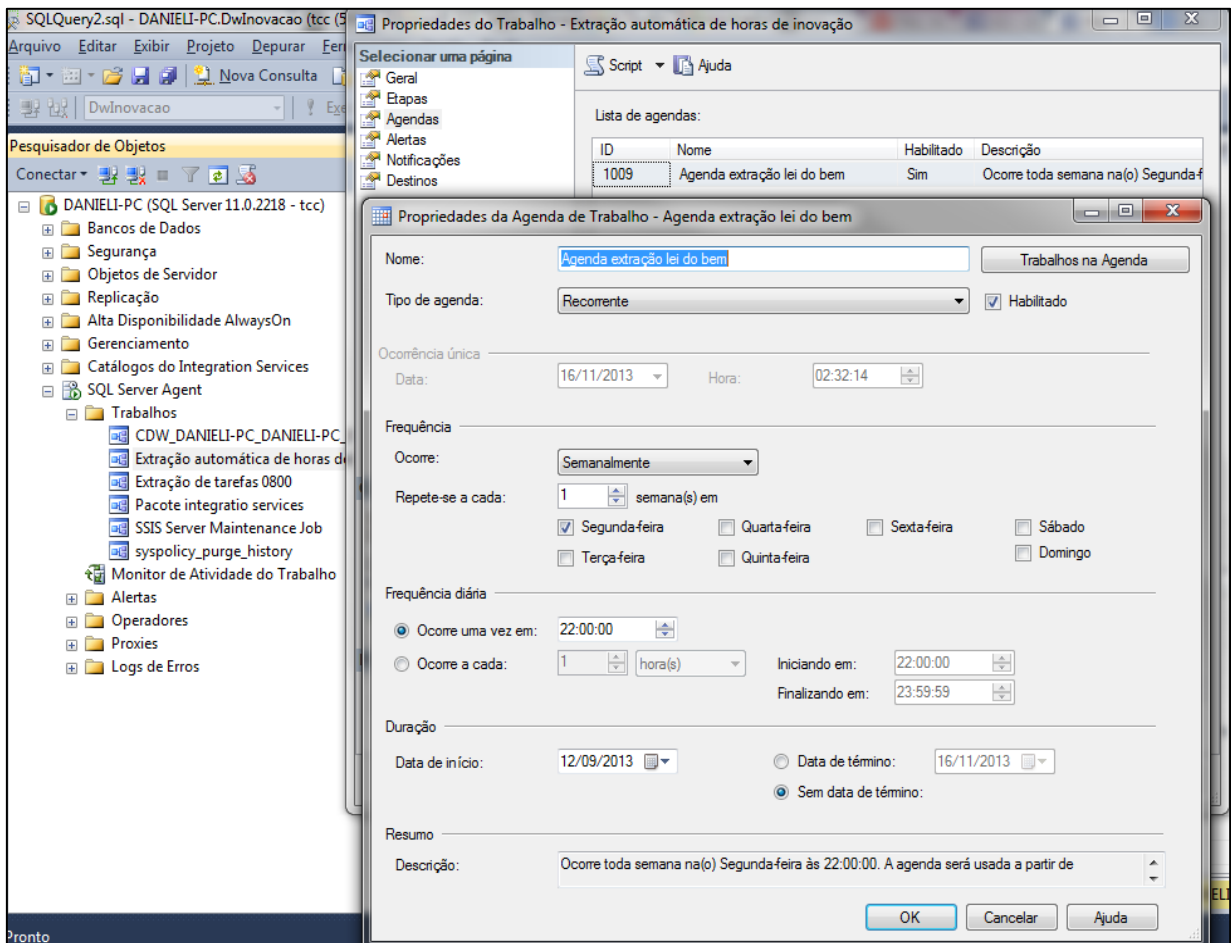 SQLQuery2.sql - DANIELI-PC.DwInovacao (tcc (5
Arquivo Editar Exibir Projeto Depurar
Nova Consulta
DwInovacao
Pesquisador de Objetos
Conectar
DANIELI-PC (SQL Server 11.0.2218 - tcc)
Bancos de Dados
Segurança
Objetos de Servidor
Replicação
Alta Disponibilidade AlwaysOn
Gerenciamento
Catálogos do Integration Services
SQL Server Agent
Trabalhos
CDW_DANIELI-PC_DANIELI-PC_
Extração automática de horas de
Extração de tarefas 0800
Pacote integratio services
SSIS Server Maintenance Job
syspolicy_purge_history
Monitor de Atividade do Trabalho
Alertas
Operadores
Proxies
Logs de Erros
Pronto
Propriedades do Trabalho - Extração automática de horas de inovação
Selecionar uma página
Geral
Etapas
Agendas
Alertas
Notificações
Destinos
Script Ajuda
Lista de agendas:
ID Nome Habilitado Descrição
1009 Agenda extração lei do bem Sim Ocorre toda semana na(o) Segunda-f
Propriedades da Agenda de Trabalho - Agenda extração lei do bem
Nome: Agenda extração lei do bem Trabalhos na Agenda
Tipo de agenda: Recorrente Habilitado
Ocorrência única
Data: 16/11/2013 Hora: 02:32:14
Frequência
Ocorre: Semanalmente
Repete-se a cada: 1 semana(s) em
Segunda-feira Quarta-feira Sexta-feira Sábado
Terça-feira Quinta-feira Domingo
Frequência diária
Ocorre uma vez em: 22:00:00
Ocorre a cada: 1 hora(s) Iniciando em: 22:00:00
Finalizando em: 23:59:59
Duração
Data de início: 12/09/2013 Data de término: 16/11/2013
Sem data de término:
Resumo
Descrição: Ocorre toda semana na(o) Segunda-feira às 22:00:00. A agenda será usada a partir de
OK Cancelar Ajuda